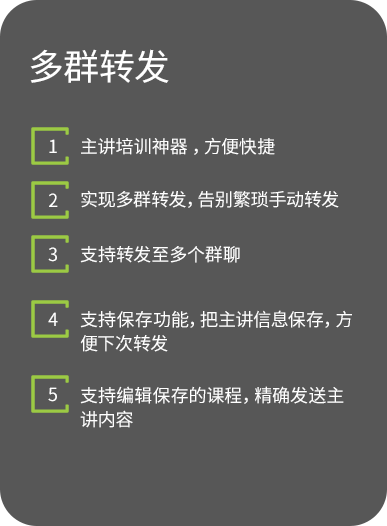 多群转发
1 主讲培训神器，方便快捷
2 实现多群转发，告别繁琐手动转发
3 支持转发至多个群聊
4 支持保存功能，把主讲信息保存，方
便下次转发
5 支持编辑保存的课程，精确发送主
讲内容